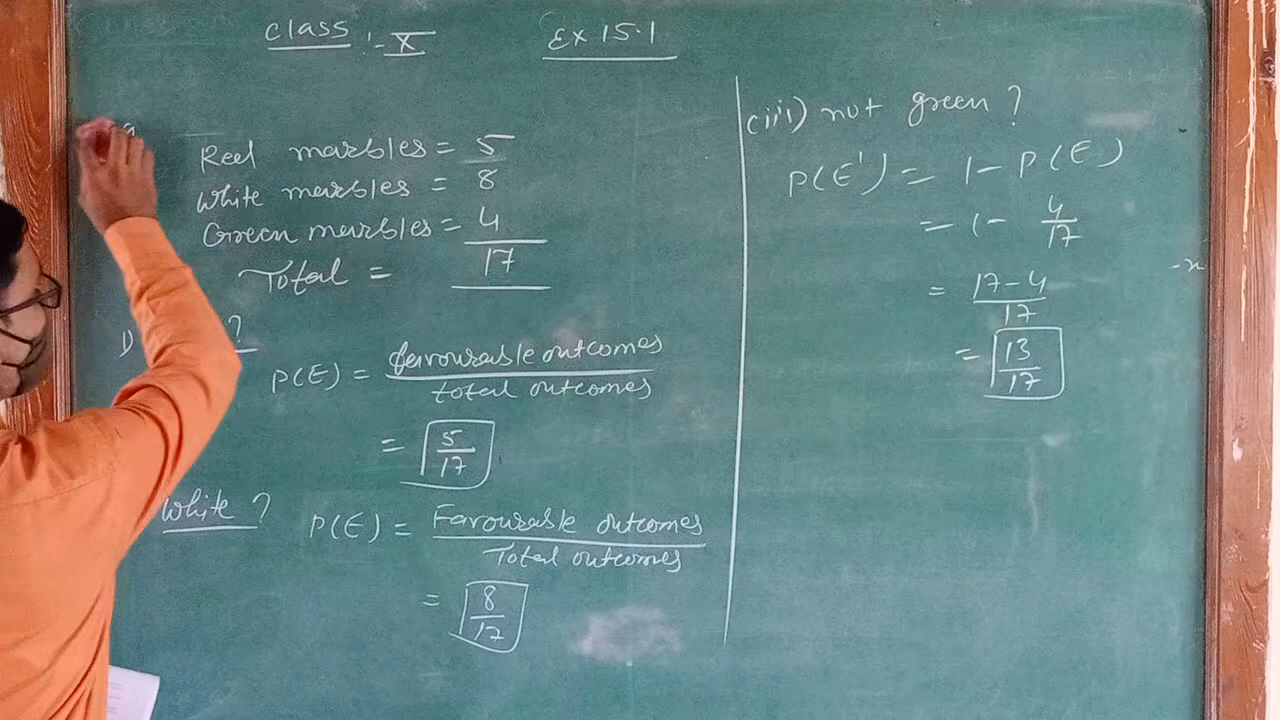 class :- X Ex 15.1
Red marbles = 5
White marbles = 8
Green marbles = 4
Total = 17
1) ?
P(E) = favourable outcomes
total outcomes
= 5
17
White ? P(E) = Favourable outcomes
Total outcomes
= 8
17
(iii) not green ?
P(E') = 1 - P(E)
= 1 - 4
17
= 17 - 4
17
= 13
17